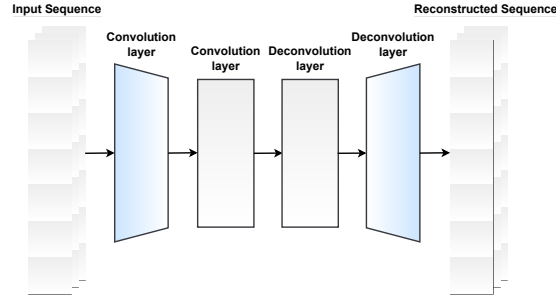 Input Sequence
Reconstructed Sequence
Convolution
layer
Convolution
layer
Deconvolution
layer
Deconvolution
layer